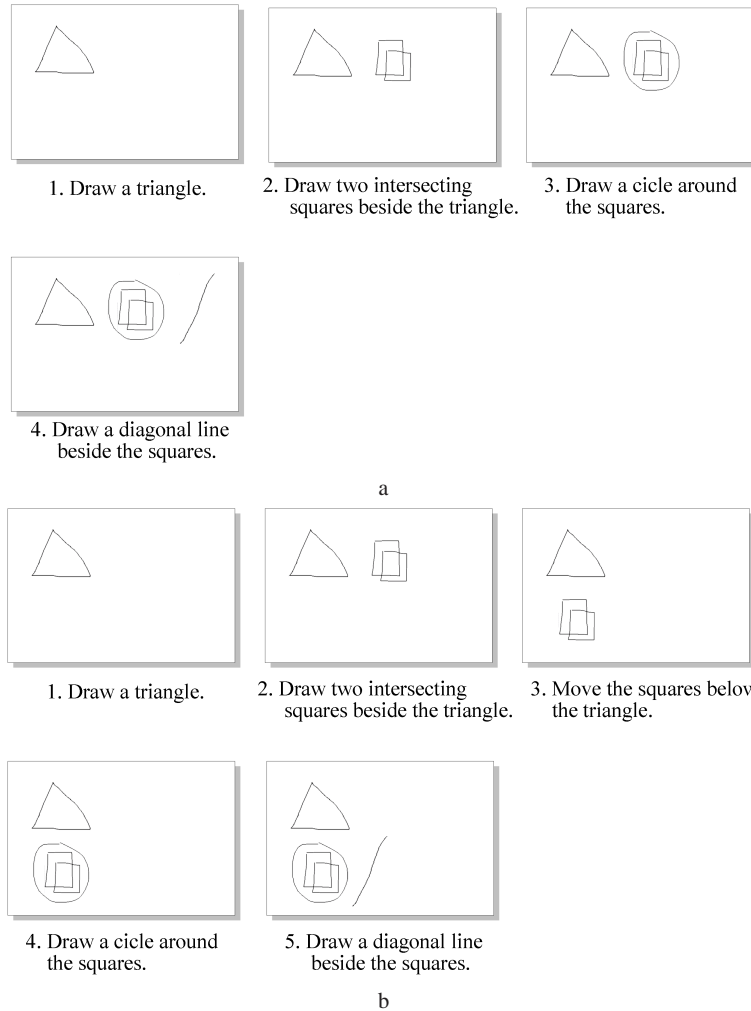 1. Draw a triangle.
2. Draw two intersecting
squares beside the triangle.
3. Draw a cicle around
the squares.
4. Draw a diagonal line
beside the squares.
a
1. Draw a triangle.
2. Draw two intersecting
squares beside the triangle.
3. Move the squares below
the triangle.
4. Draw a cicle around
the squares.
5. Draw a diagonal line
beside the squares.
b